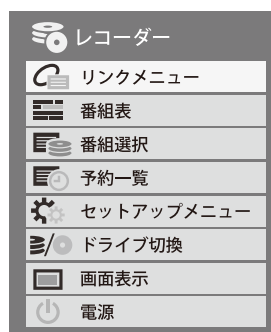 レコーダー
リンクメニュー
番組表
番組選択
予約一覧
セットアップメニュー
ドライブ切換
画面表示
電源